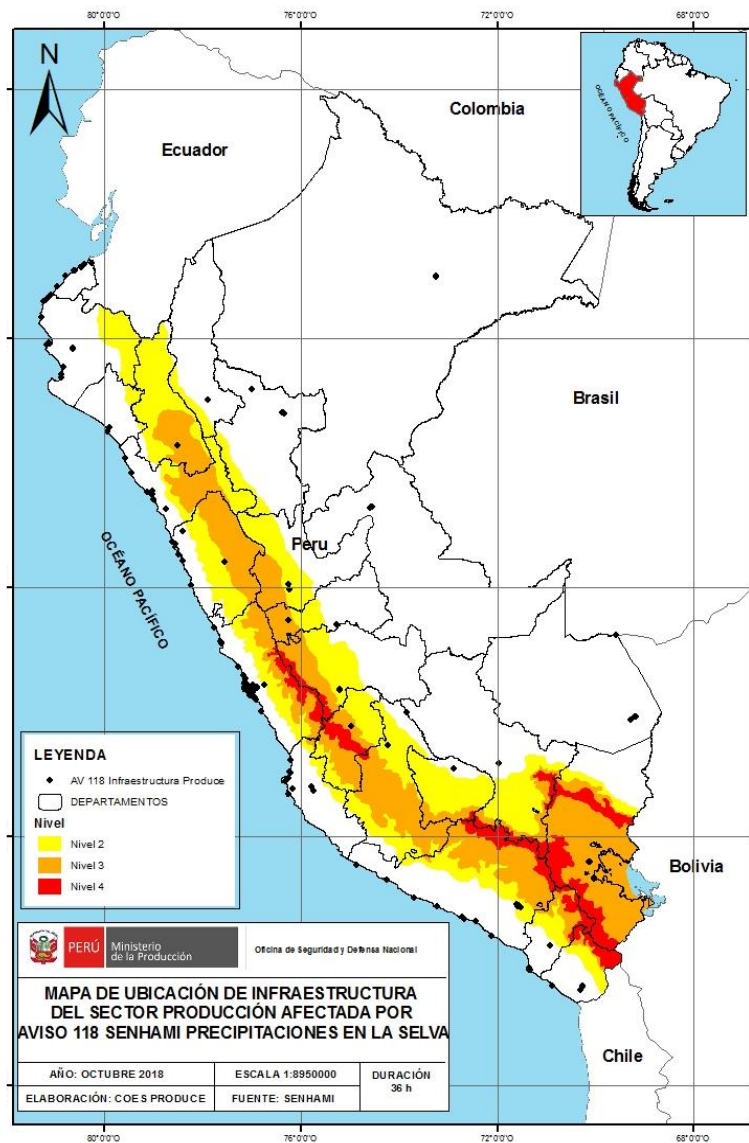 80°0'0"O
76°0'0"O
72°0'0"O
68°0'0"O
N
Colombia
Ecuador
OCÉANO PACÍFICO
Brasil
Peru
OCÉANO PACÍFICO
Bolivia
Chile
LEYENDA
AV 118 Infraestructura Produce
DEPARTAMENTOS
Nivel
Nivel 2
Nivel 3
Nivel 4
PERÚ
Ministerio
de la Producción
Oficina de Seguridad y Defensa Nacional
MAPA DE UBICACIÓN DE INFRAESTRUCTURA
DEL SECTOR PRODUCCIÓN AFECTADA POR
AVISO 118 SENHAMI PRECIPITACIONES EN LA SELVA
AÑO: OCTUBRE 2018
ESCALA 1:8950000
DURACIÓN
36 h
ELABORACIÓN: COES PRODUCE
FUENTE: SENHAMI
80°0'0"O
76°0'0"O
72°0'0"O
68°0'0"O